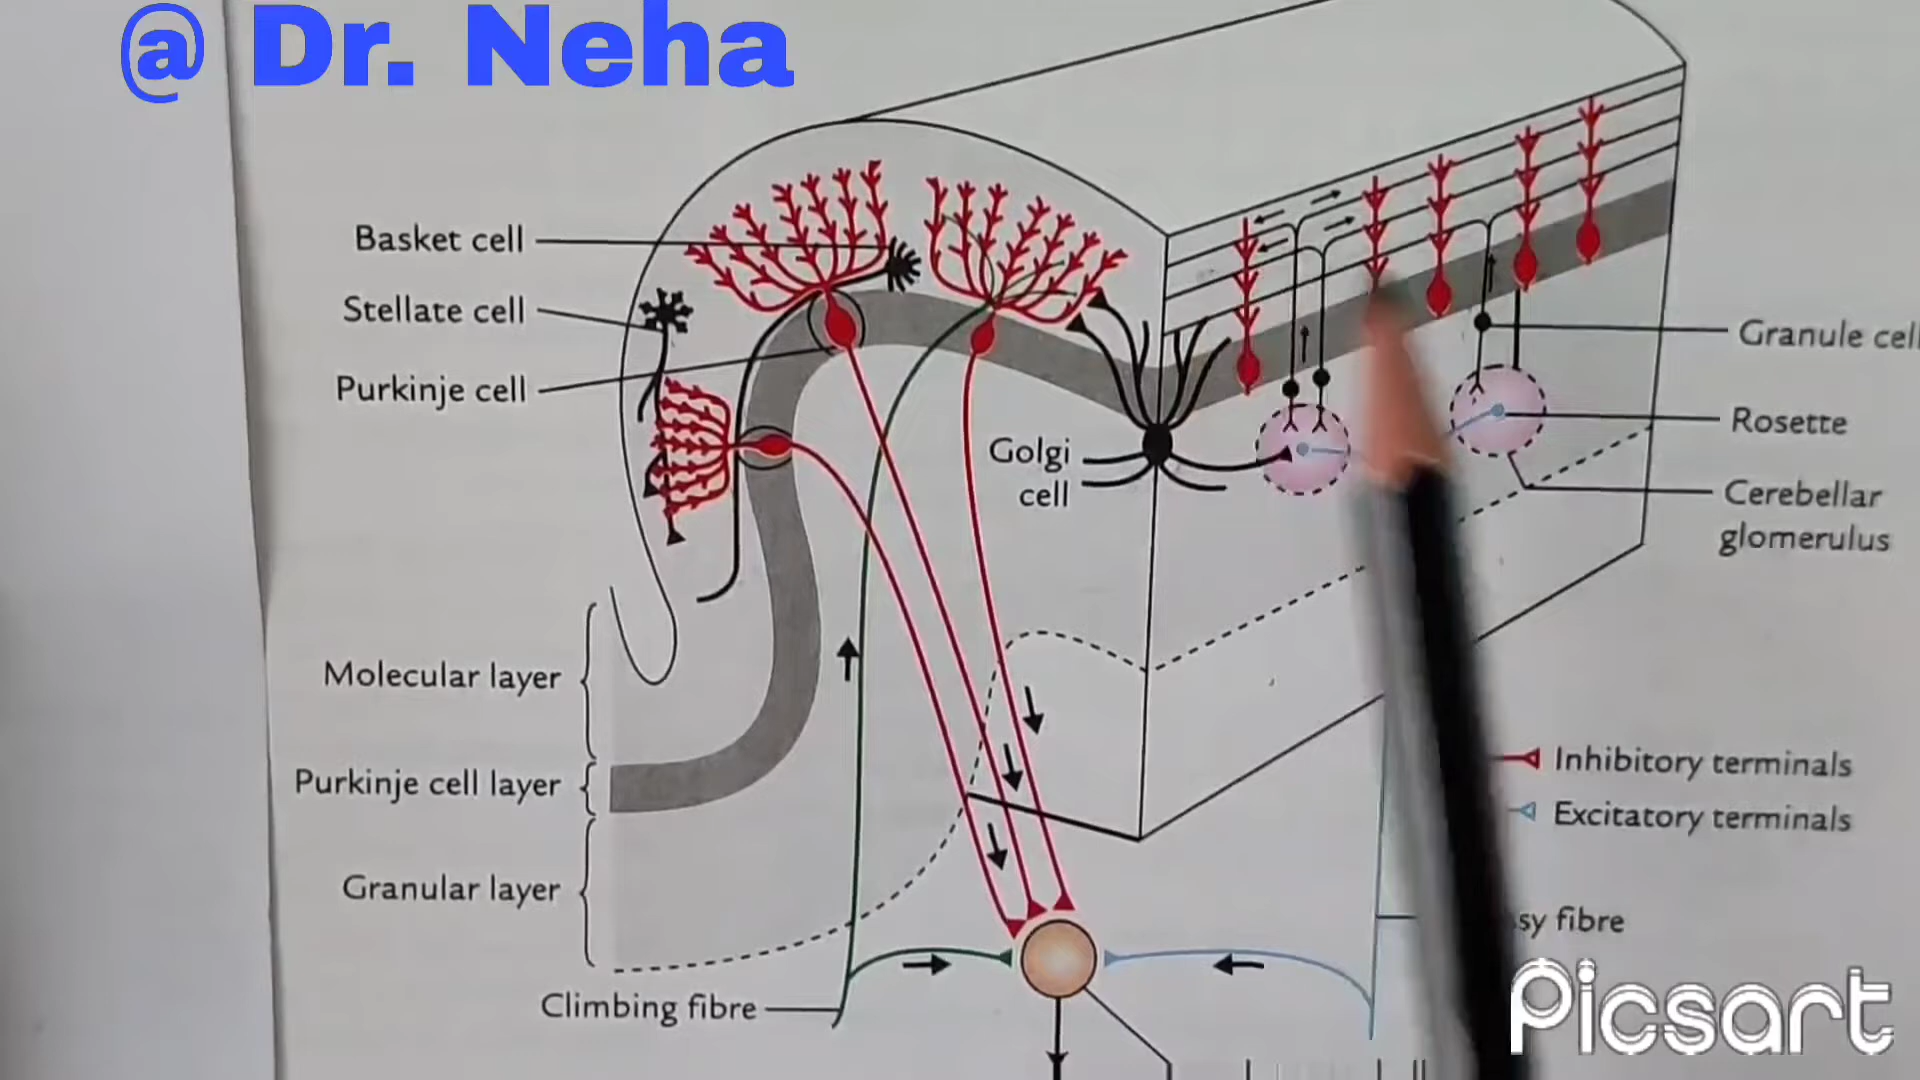 @ Dr. Neha
Basket cell
Stellate cell
Purkinje cell
Golgi
cell
Granule cell
Rosette
Cerebellar
glomerulus
Molecular layer
Purkinje cell layer
Granular layer
Inhibitory terminals
Excitatory terminals
fibre
Climbing fibre
Picsart